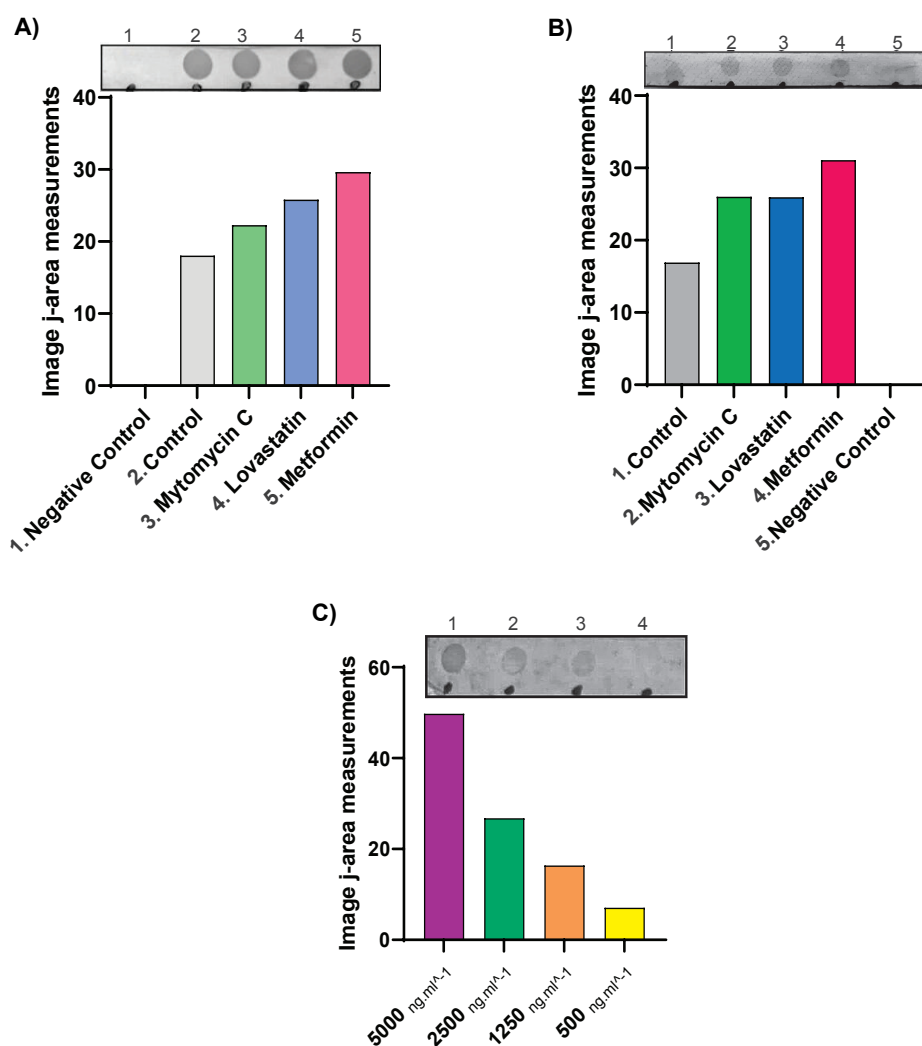 A)
1 2 3 4 5
Image j-area measurements
40
30
20
10
0
1. Negative Control
2. Control
3. Mytomycin C
4. Lovastatin
5. Metformin
B)
1 2 3 4 5
Image j-area measurements
40
30
20
10
0
1. Control
2. Mytomycin C
3. Lovastatin
4. Metformin
5. Negative Control
C)
1 2 3 4
Image j-area measurements
60
40
20
0
5000 ng.ml^-1
2500 ng.ml^-1
1250 ng.ml^-1
500 ng.ml^-1